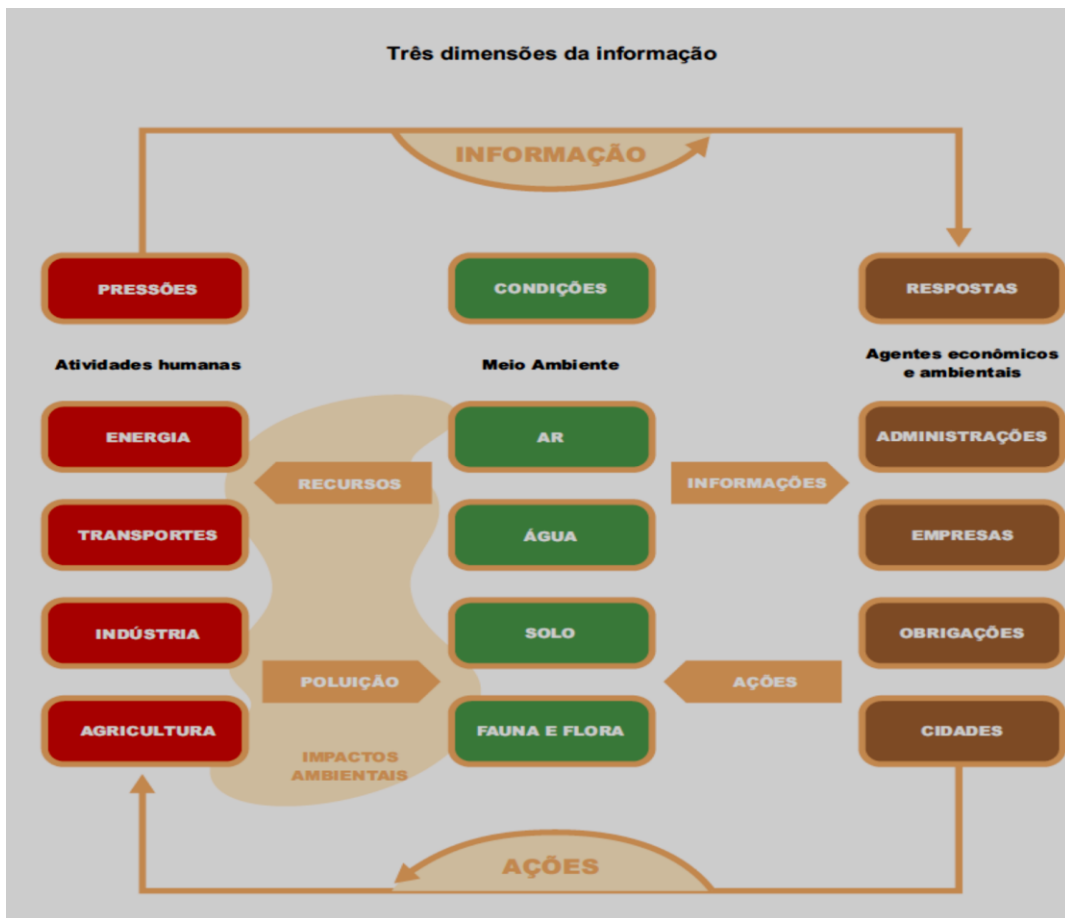 Três dimensões da informação
INFORMAÇÃO
PRESSÕES
CONDIÇÕES
RESPOSTAS
Atividades humanas
Meio Ambiente
Agentes econômicos
e ambientais
ENERGIA
AR
ADMINISTRAÇÕES
RECURSOS
INFORMAÇÕES
TRANSPORTES
ÁGUA
EMPRESAS
INDÚSTRIA
SOLO
OBRIGAÇÕES
POLUIÇÃO
AÇÕES
AGRICULTURA
FAUNA E FLORA
CIDADES
IMPACTOS
AMBIENTAIS
AÇÕES